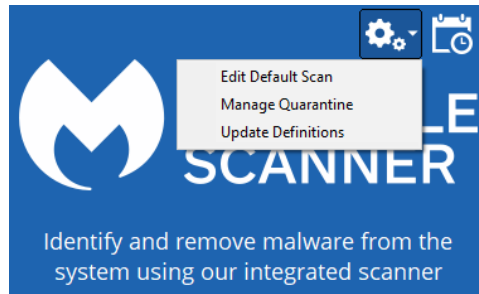 Edit Default Scan
Manage Quarantine
Update Definitions
SCANNER
Identify and remove malware from the
system using our integrated scanner